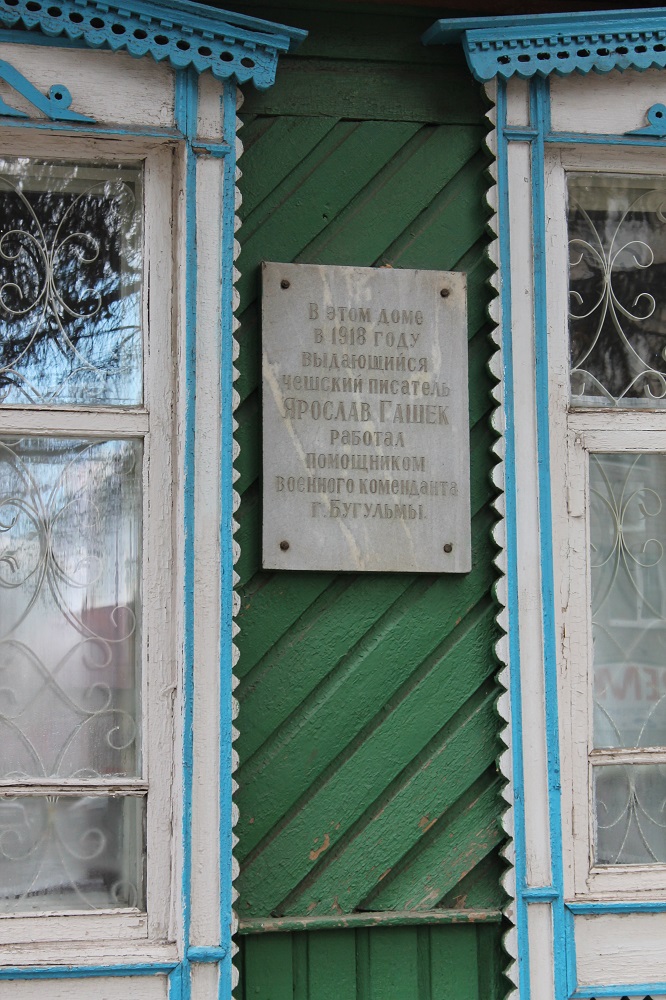 В этом доме
в 1918 году
выдающийся
чешский писатель
Ярослав Гашек
работал
помощником
военного коменданта
г. Бугульмы.